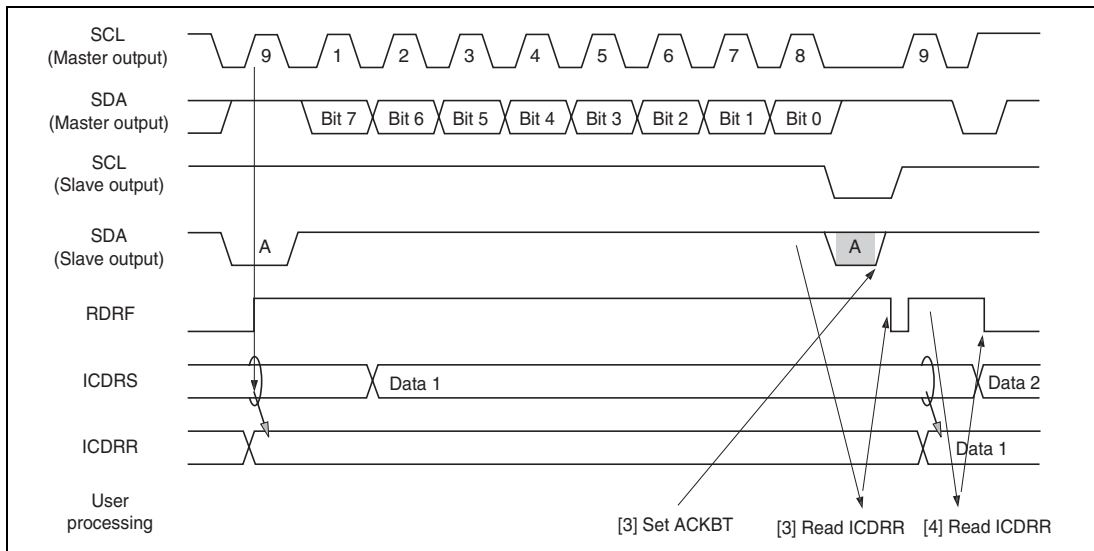 SCL
(Master output)
9
1
2
3
4
5
6
7
8
9
SDA
(Master output)
Bit 7
Bit 6
Bit 5
Bit 4
Bit 3
Bit 2
Bit 1
Bit 0
SCL
(Slave output)
SDA
(Slave output)
A
A
RDRF
ICDRS
Data 1
Data 2
ICDRR
Data 1
User
processing
[3] Set ACKBT
[3] Read ICDRR
[4] Read ICDRR